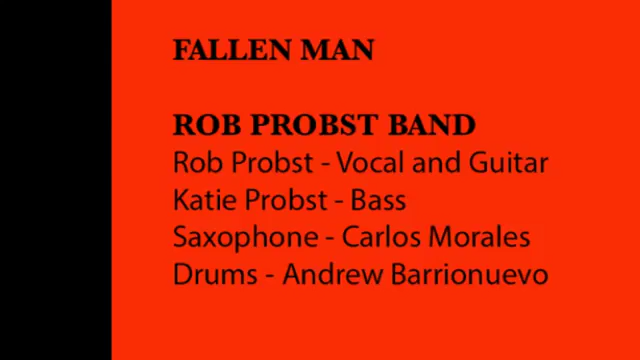 FALLEN MAN
ROB PROBST BAND
Rob Probst - Vocal and Guitar
Katie Probst - Bass
Saxophone - Carlos Morales
Drums - Andrew Barrionuevo